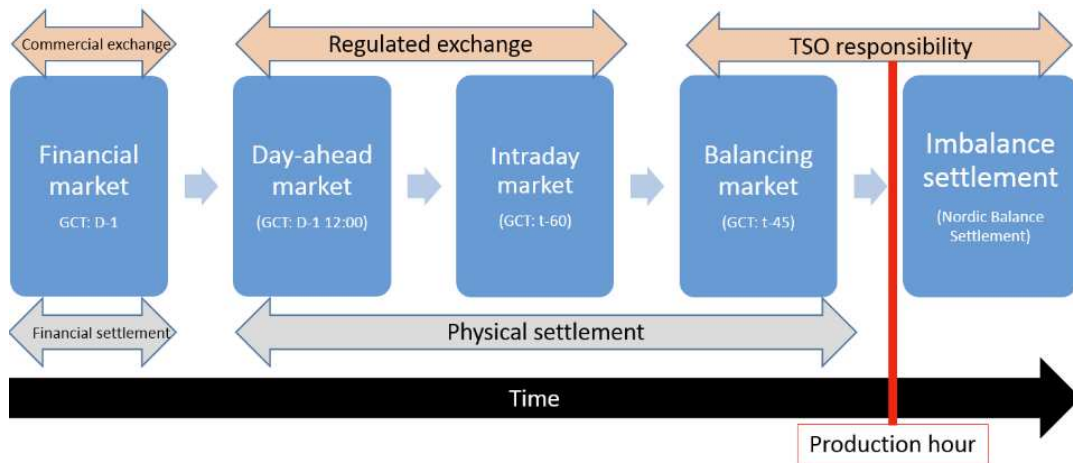 Commercial exchange
Regulated exchange
TSO responsibility
Financial
market
GCT: D-1
Day-ahead
market
(GCT: D-1 12:00)
Intraday
market
(GCT: t-60)
Balancing
market
(GCT: t-45)
Imbalance
settlement
(Nordic Balance
Settlement)
Financial settlement
Physical settlement
Time
Production hour